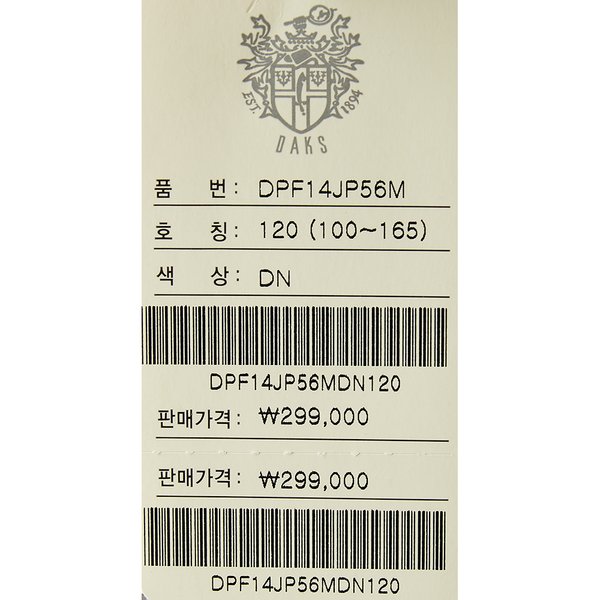 EST. 1894
DAKS
품 번: DPF14JP56M
호 칭: 120 (100~165)
색 상: DN
DPF14JP56MDN120
판매가격: ₩299,000
판매가격: ₩299,000
DPF14JP56MDN120